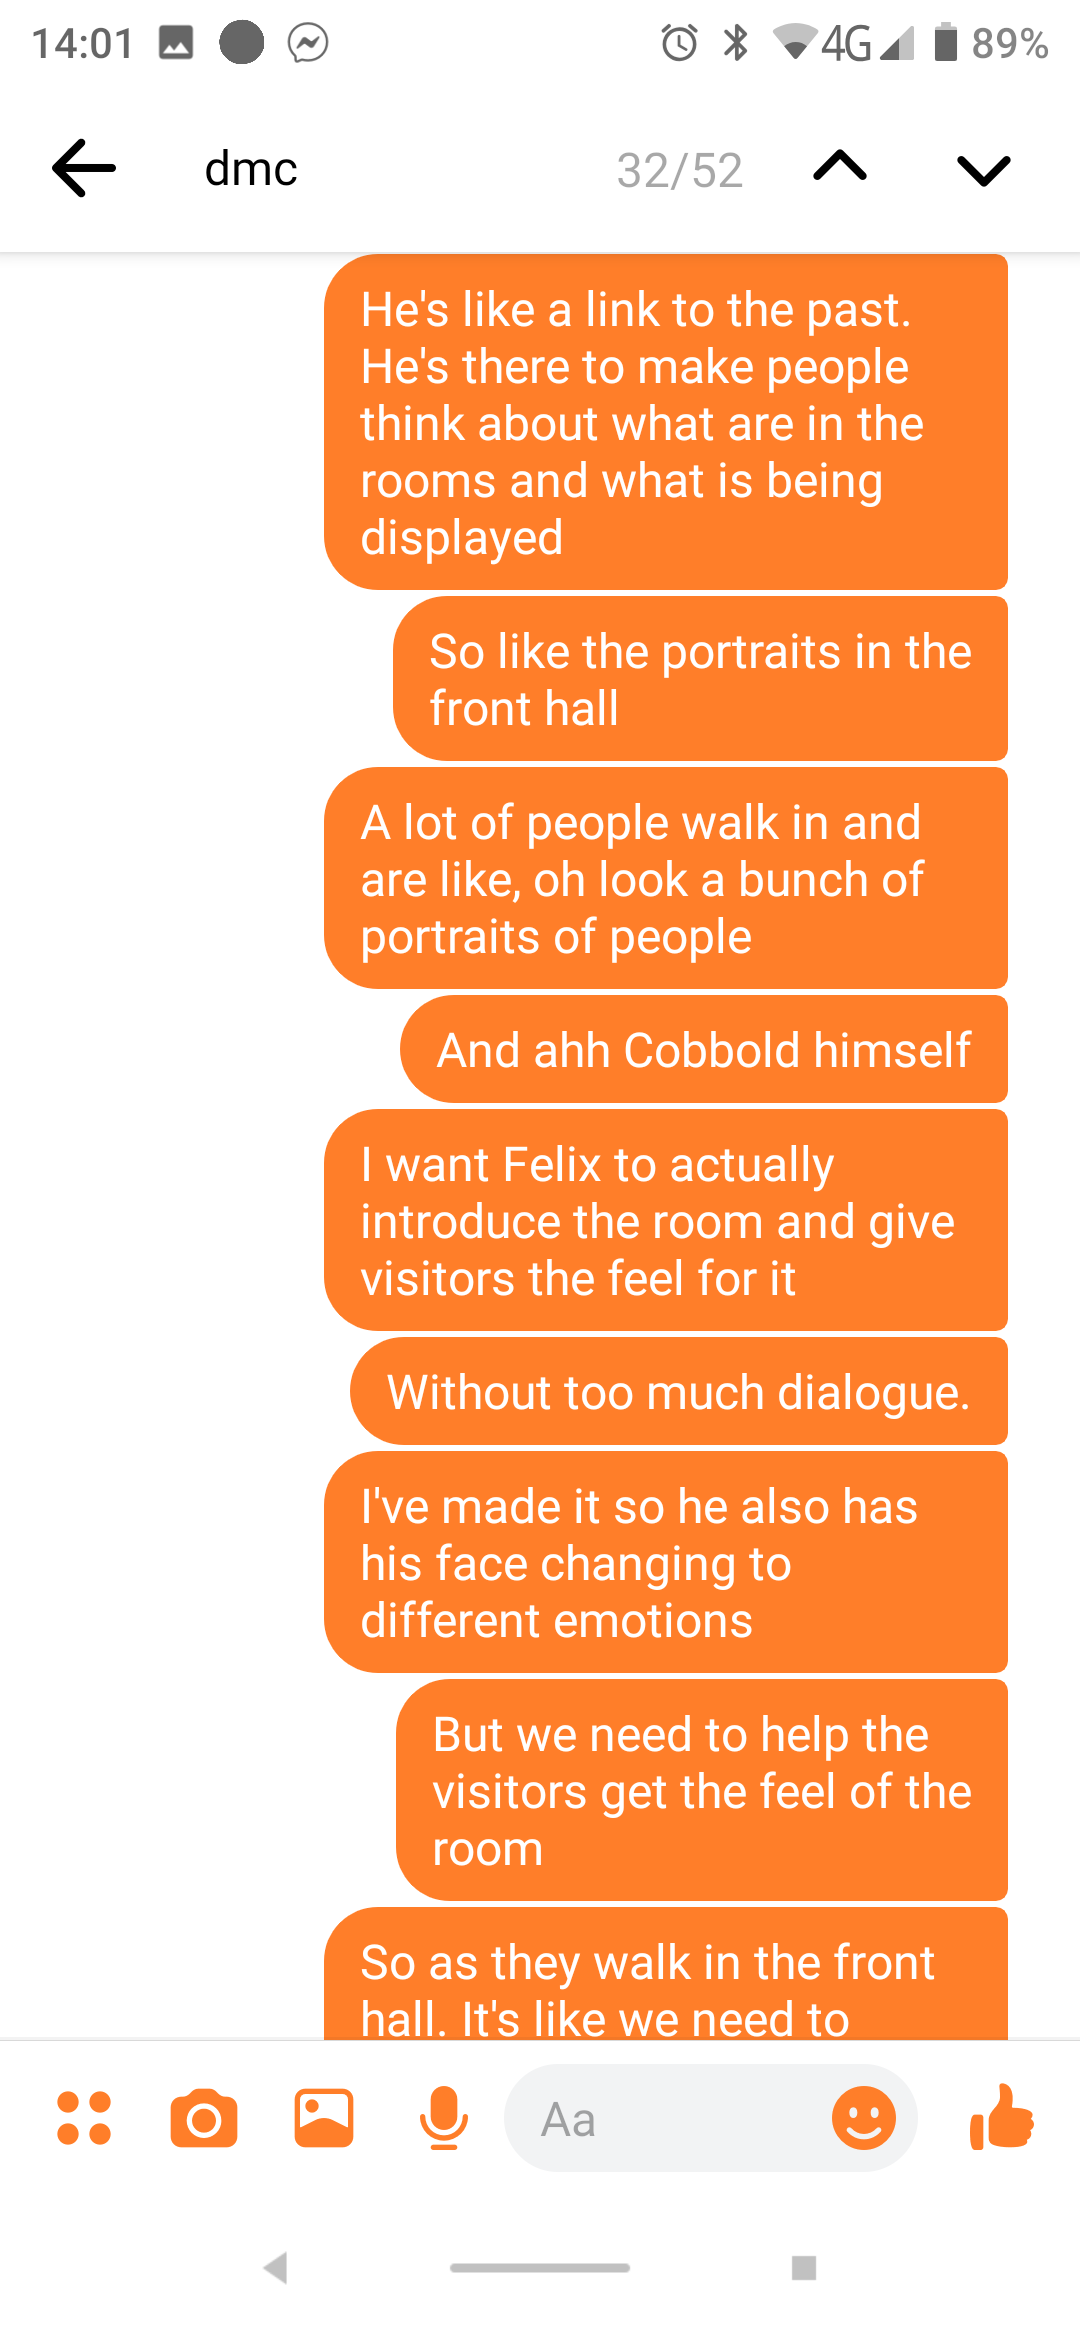 14:01 4G 89%
dmc 32/52
He's like a link to the past.
He's there to make people
think about what are in the
rooms and what is being
displayed
So like the portraits in the
front hall
A lot of people walk in and
are like, oh look a bunch of
portraits of people
And ahh Cobbold himself
I want Felix to actually
introduce the room and give
visitors the feel for it
Without too much dialogue.
I've made it so he also has
his face changing to
different emotions
But we need to help the
visitors get the feel of the
room
So as they walk in the front
hall. It's like we need to
Aa